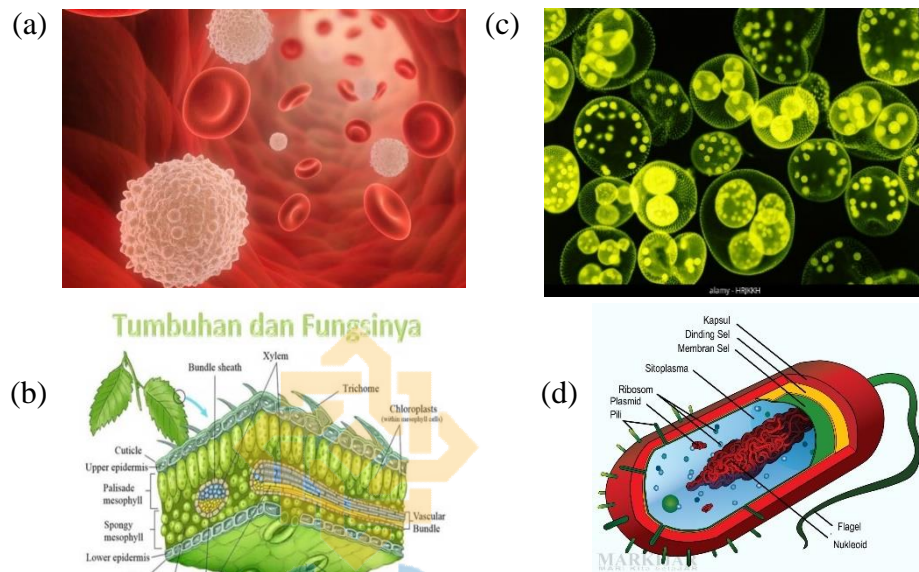 (a)
(c)
alamy - HRJKKH
Tumbuhan dan Fungsinya
(b)
Bundle sheath
Xylem
Trichome
Chloroplasts
(within mesophyll cells)
Cuticle
Upper epidermis
Palisade
mesophyll
Spongy
mesophyll
Lower epidermis
Vascular
Bundle
(d)
Kapsul
Dinding Sel
Membran Sel
Sitoplasma
Ribosom
Plasmid
Pili
Flagel
Nukleoid